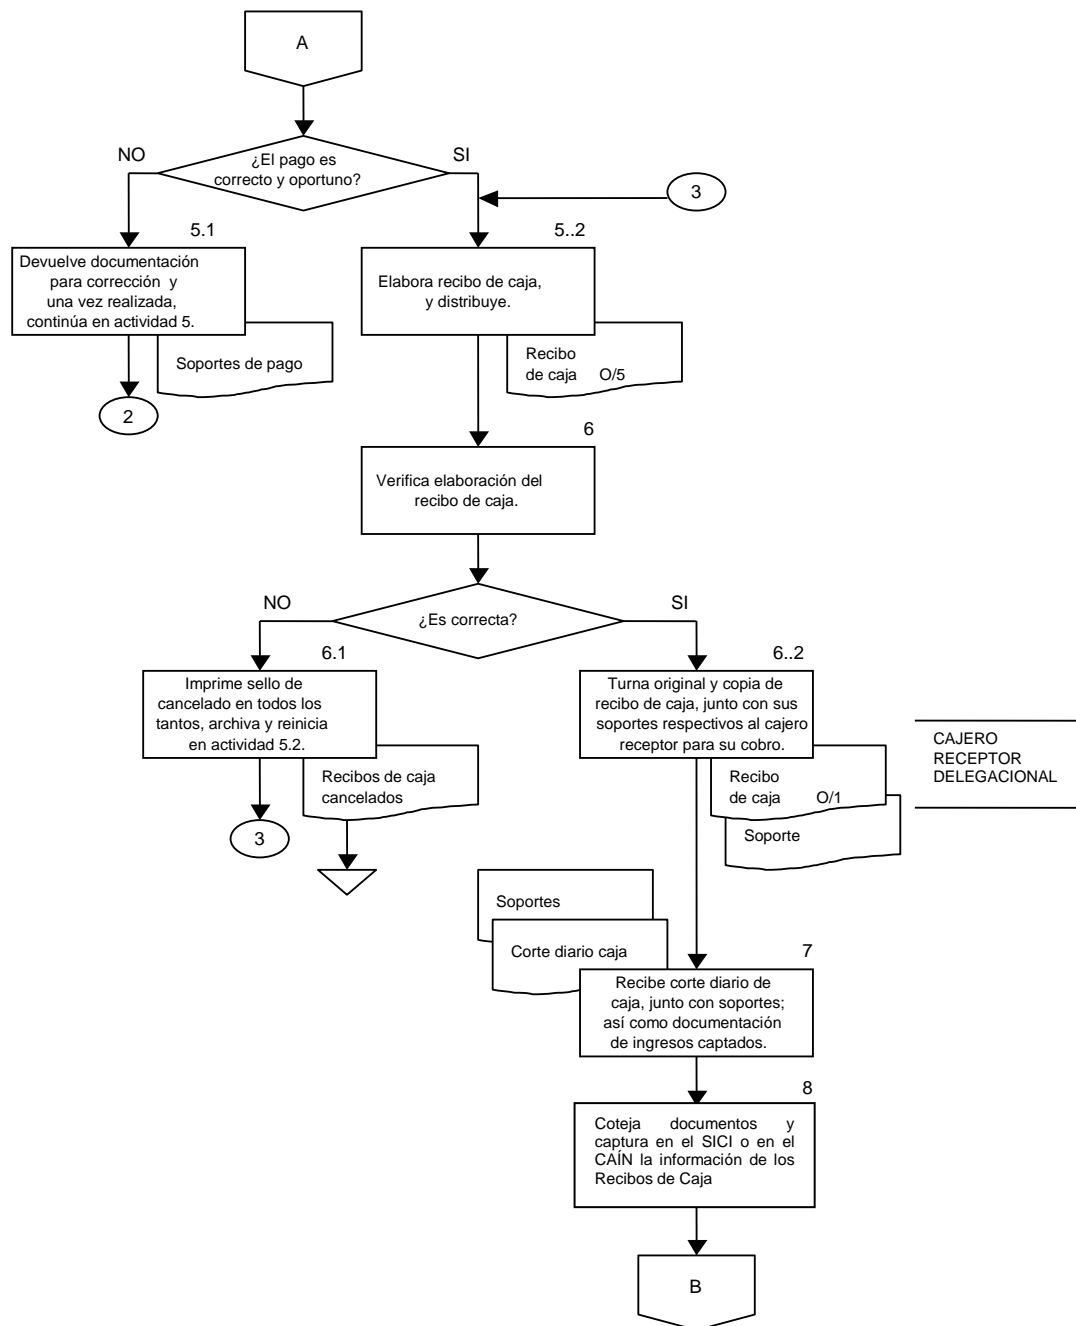 A
¿El pago es
correcto y oportuno?
NO
SI
3
5.1
Devuelve documentación
para corrección y
una vez realizada,
continúa en actividad 5.
Soportes de pago
2
5..2
Elabora recibo de caja,
y distribuye.
Recibo
de caja O/5
6
Verifica elaboración del
recibo de caja.
¿Es correcta?
NO
SI
6.1
Imprime sello de
cancelado en todos los
tantos, archiva y reinicia
en actividad 5.2.
Recibos de caja
cancelados
3
6..2
Turna original y copia de
recibo de caja, junto con sus
soportes respectivos al cajero
receptor para su cobro.
Recibo
de caja O/1
Soporte
CAJERO
RECEPTOR
DELEGACIONAL
Soportes
Corte diario caja
7
Recibe corte diario de
caja, junto con soportes;
así como documentación
de ingresos captados.
8
Coteja documentos y
captura en el SICI o en el
CAÍN la información de los
Recibos de Caja
B